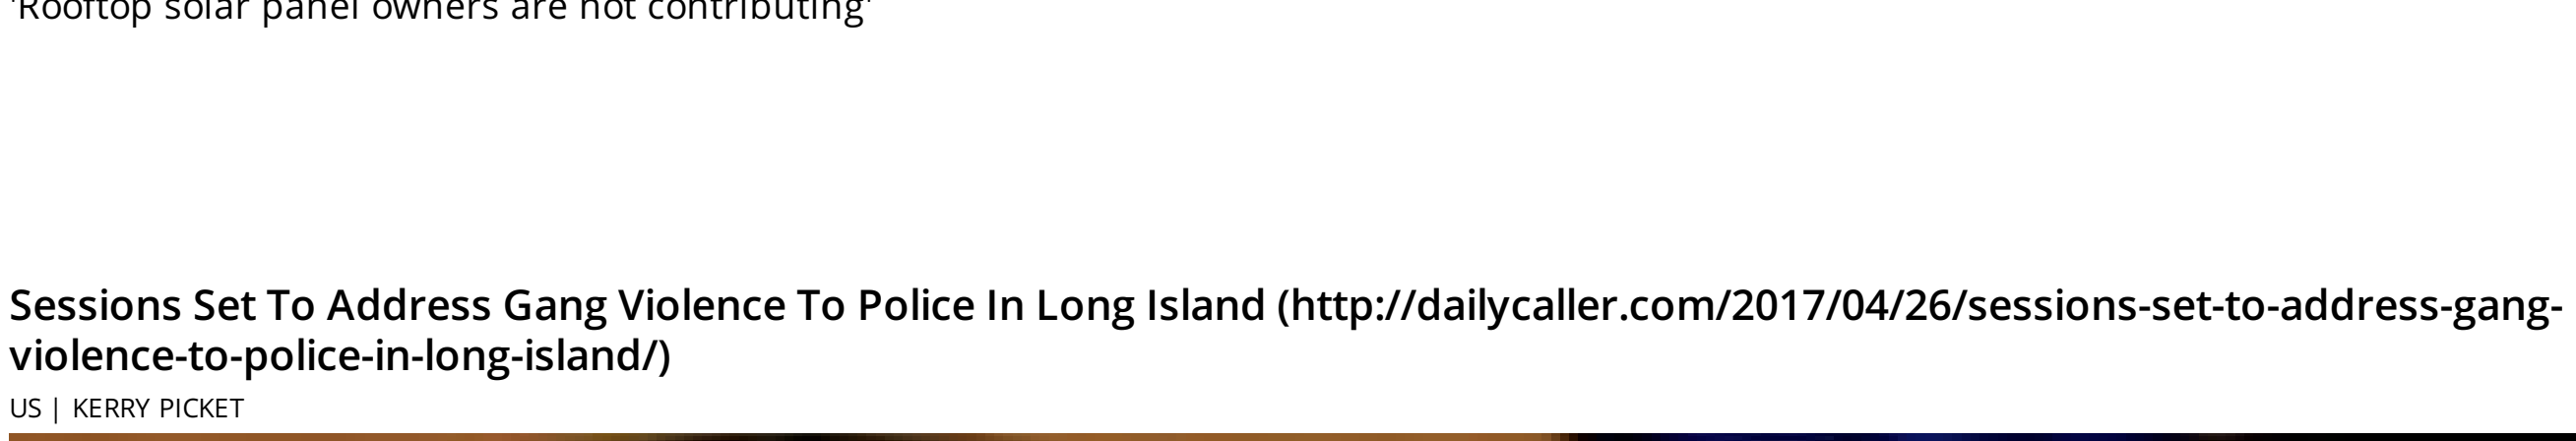 'Rooftop solar panel owners are not contributing'
Sessions Set To Address Gang Violence To Police In Long Island (http://dailycaller.com/2017/04/26/sessions-set-to-address-gang-
violence-to-police-in-long-island/)
US | KERRY PICKET